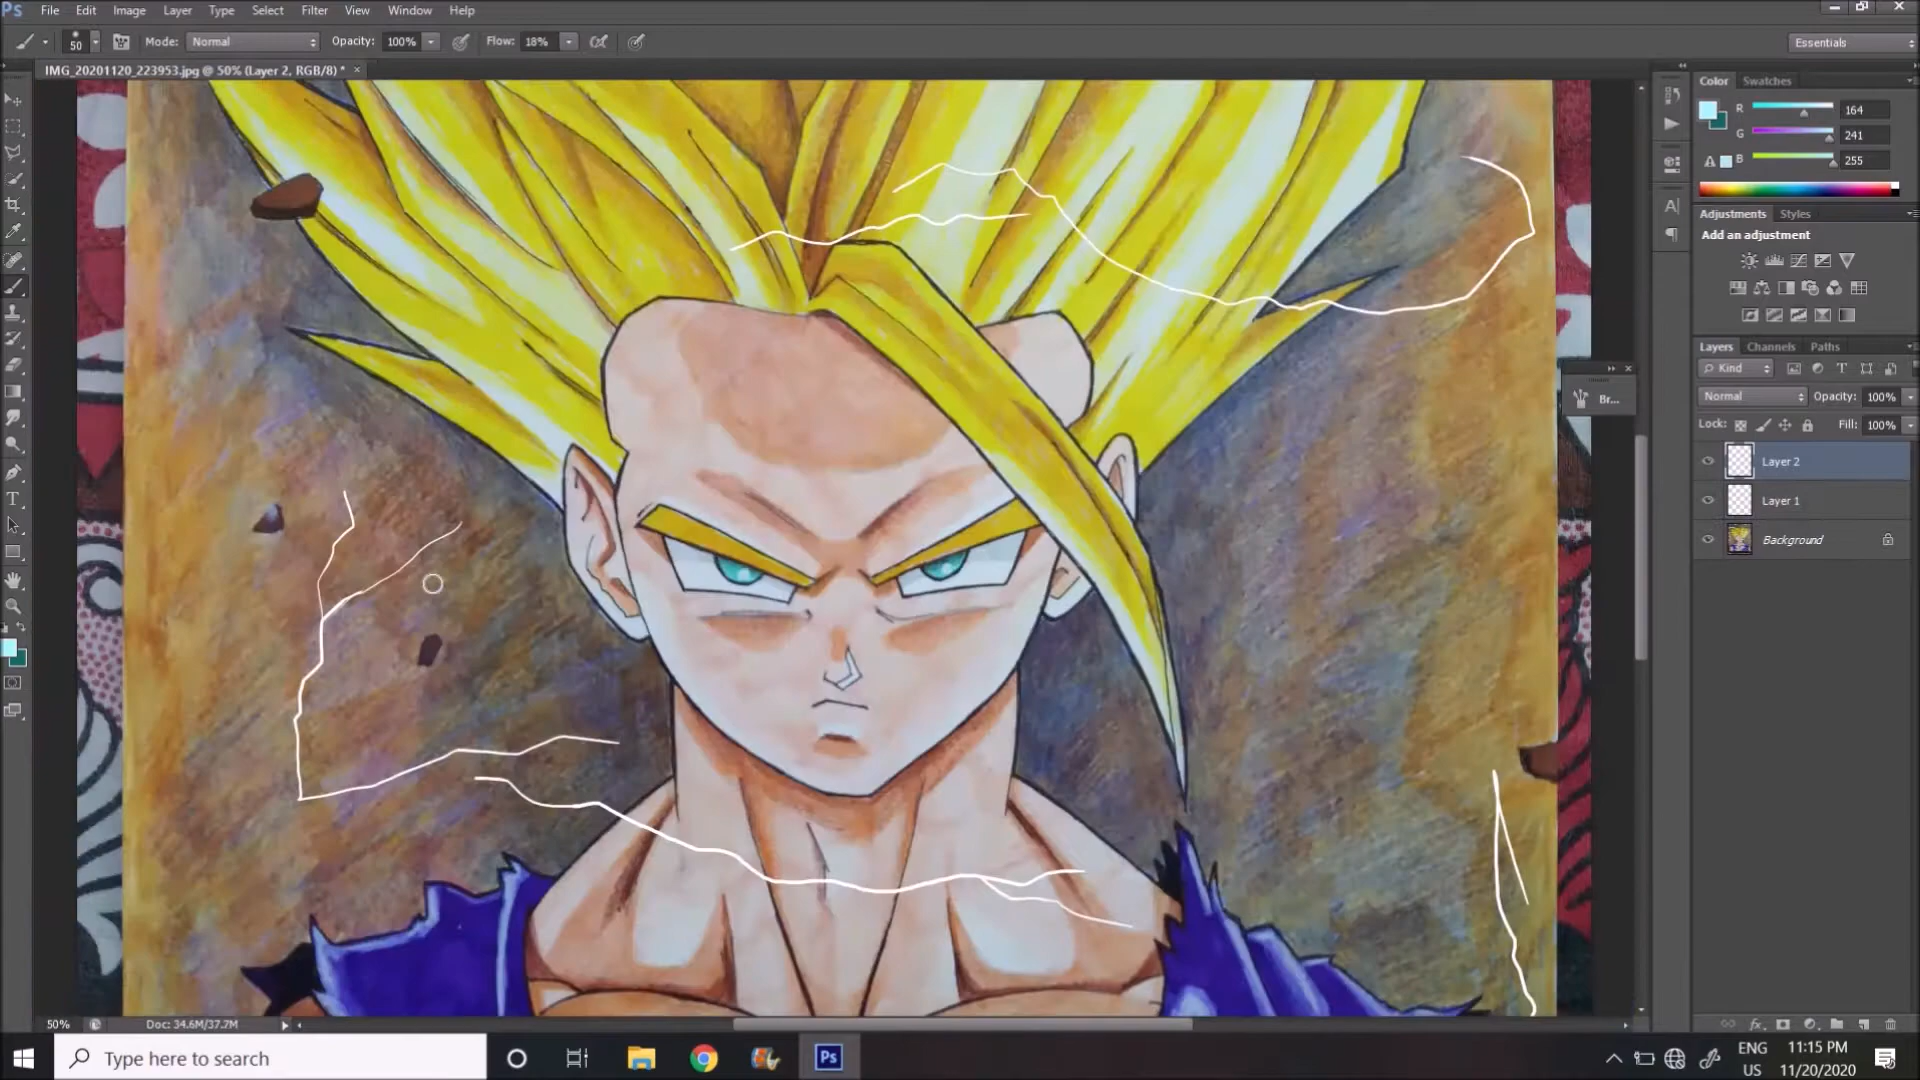 Ps File Edit Image Layer Type Select Filter View Window Help
50 Mode: Normal Opacity: 100% Flow: 18% Essentials
IMG_20201120_223953.jpg @ 50% (Layer 2, RGB/8) * ×
Color Swatches
R 164
G 241
B 255
Adjustments Styles
Add an adjustment
Layers Channels Paths
Kind
Normal Opacity: 100%
Lock: Fill: 100%
Br...
Layer 2
Layer 1
Background
50% Doc: 34.6M/37.7M
Type here to search
Ps
ENG
US
11:15 PM
11/20/2020